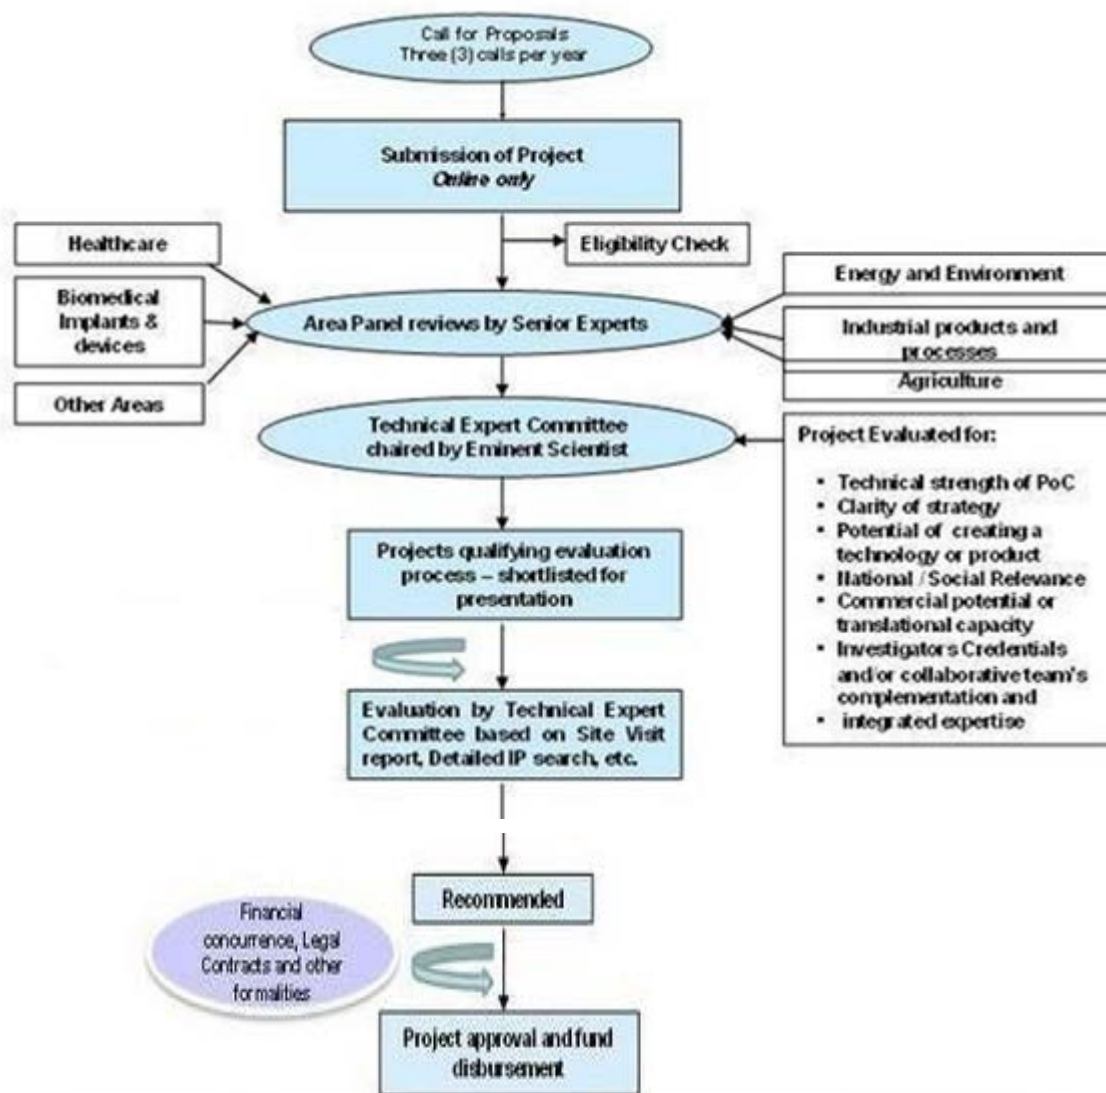 Call for Proposals
Three (3) calls per year
Submission of Project
Online only
Eligibility Check
Healthcare
Biomedical
Implants &
devices
Other Areas
Area Panel reviews by Senior Experts
Energy and Environment
Industrial products and
processes
Agriculture
Technical Expert Committee
chaired by Eminent Scientist
Project Evaluated for:
• Technical strength of PoC
• Clarity of strategy
• Potential of creating a
technology or product
• National / Social Relevance
• Commercial potential or
translational capacity
• Investigators Credentials
and/or collaborative team's
complementation and
• integrated expertise
Projects qualifying evaluation
process – shortlisted for
presentation
Evaluation by Technical Expert
Committee based on Site Visit
report, Detailed IP search, etc.
Recommended
Financial
concurrence, Legal
Contracts and other
formalities
Project approval and fund
disbursement